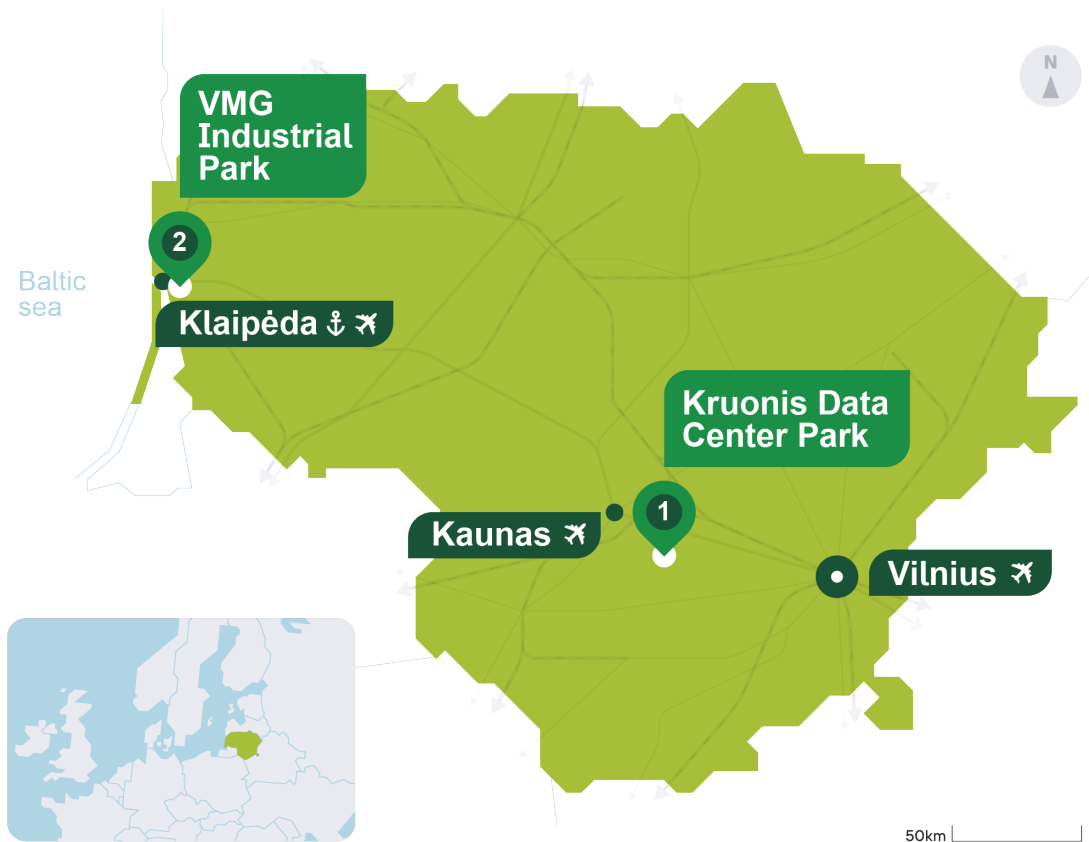 N
VMG
Industrial
Park
2
Baltic
sea
Klaipėda
Kruonis Data
Center Park
1
Kaunas
Vilnius
50km